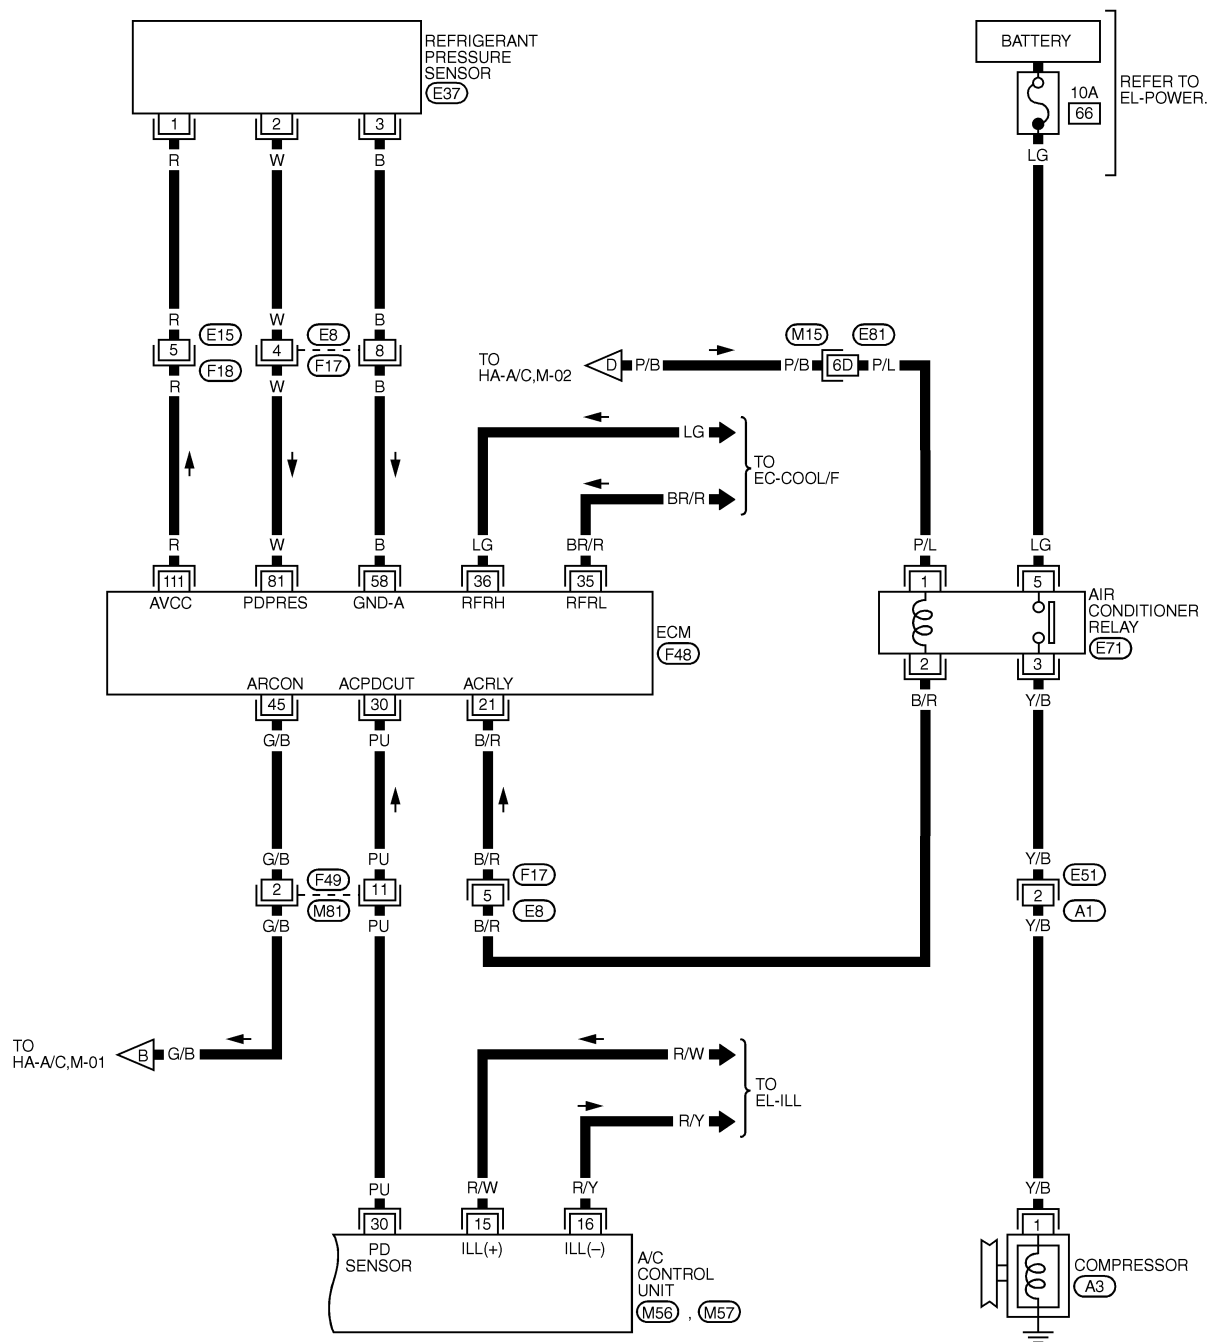 REFRIGERANT
PRESSURE
SENSOR
E37
BATTERY
10A
66
REFER TO
EL-POWER.
1 2 3
R W B
LG
R W B
5 E15 F18
4 E8 F17 8
R W B
TO
HA-A/C,M-02
D P/B
P/B M15 6D E81 P/L
LG
BR/R
TO
EC-COOL/F
R W B LG BR/R P/L LG
111 81 58 36 35 1 5
AVCC PDPRES GND-A RFRH RFRL
ECM
F48
AIR
CONDITIONER
RELAY
E71
ARCON ACPDCUT ACRLY
45 30 21 2 3
G/B PU B/R B/R Y/B
G/B PU B/R Y/B
2 F49 M81 11
5 F17 E8
2 E51 A1
G/B PU B/R Y/B
TO
HA-A/C,M-01
B G/B
R/W
R/Y
TO
EL-ILL
PU R/W R/Y Y/B
30 15 16 1
PD
SENSOR
ILL(+) ILL(–)
A/C
CONTROL
UNIT
M56 , M57
COMPRESSOR
A3